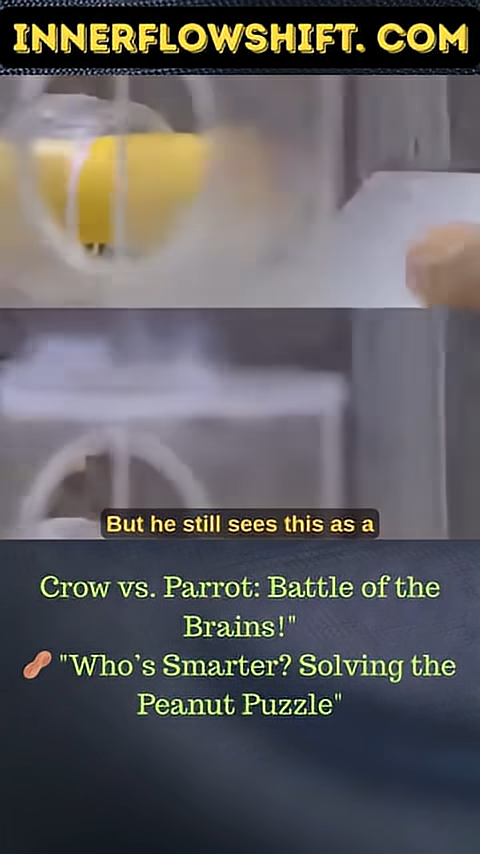 INNERFLOWSHIFT. COM
But he still sees this as a
Crow vs. Parrot: Battle of the
Brains!"
🥜 "Who's Smarter? Solving the
Peanut Puzzle"